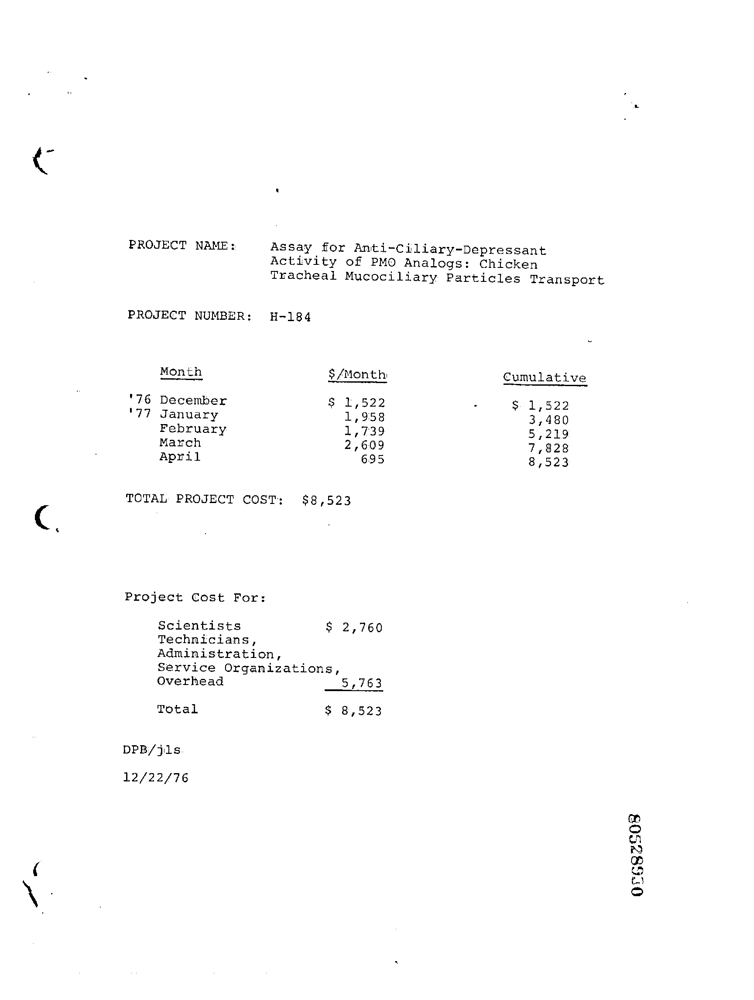 PROJECT NAME: Assay for Anti-Ciliary-Depressant
Activity of PMO Analogs: Chicken
Tracheal Mucociliary Particles Transport
PROJECT NUMBER: H-184
Month $/Month Cumulative
'76 December $ 1,522 $ 1,522
'77 January 1,958 3,480
February 1,739 5,219
March 2,609 7,828
April 695 8,523
TOTAL PROJECT COST: $8,523
Project Cost For:
Scientists $ 2,760
Technicians,
Administration,
Service Organizations,
Overhead 5,763
Total $ 8,523
DPB/jls
12/22/76